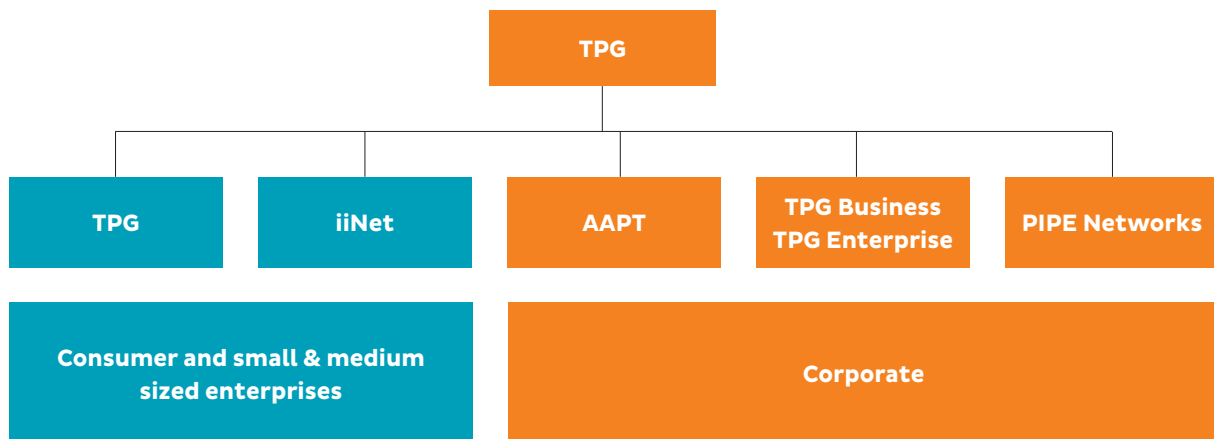 TPG
TPG
iiNet
AAPT
TPG Business
TPG Enterprise
PIPE Networks
Consumer and small & medium
sized enterprises
Corporate